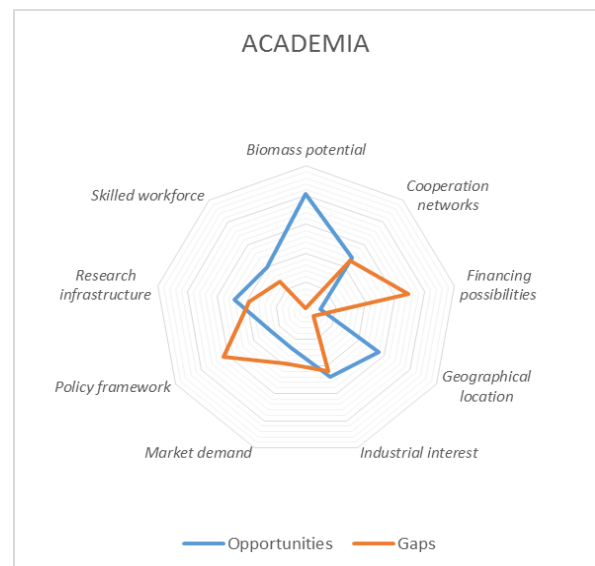 ACADEMIA
Biomass potential
Skilled workforce
Cooperation
networks
Research
infrastructure
Financing
possibilities
Policy framework
Geographical
location
Market demand
Industrial interest
Opportunities
Gaps